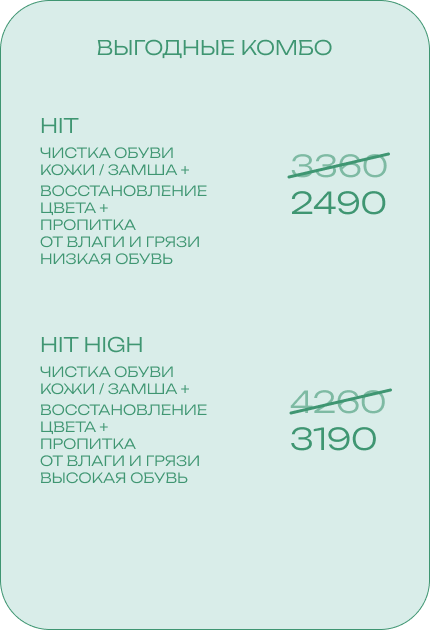 ВЫГОДНЫЕ КОМБО
HIT
ЧИСТКА ОБУВИ
КОЖИ / ЗАМША +
ВОССТАНОВЛЕНИЕ
ЦВЕТА +
ПРОПИТКА
ОТ ВЛАГИ И ГРЯЗИ
НИЗКАЯ ОБУВЬ
3360
2490
HIT HIGH
ЧИСТКА ОБУВИ
КОЖИ / ЗАМША +
ВОССТАНОВЛЕНИЕ
ЦВЕТА +
ПРОПИТКА
ОТ ВЛАГИ И ГРЯЗИ
ВЫСОКАЯ ОБУВЬ
4260
3190